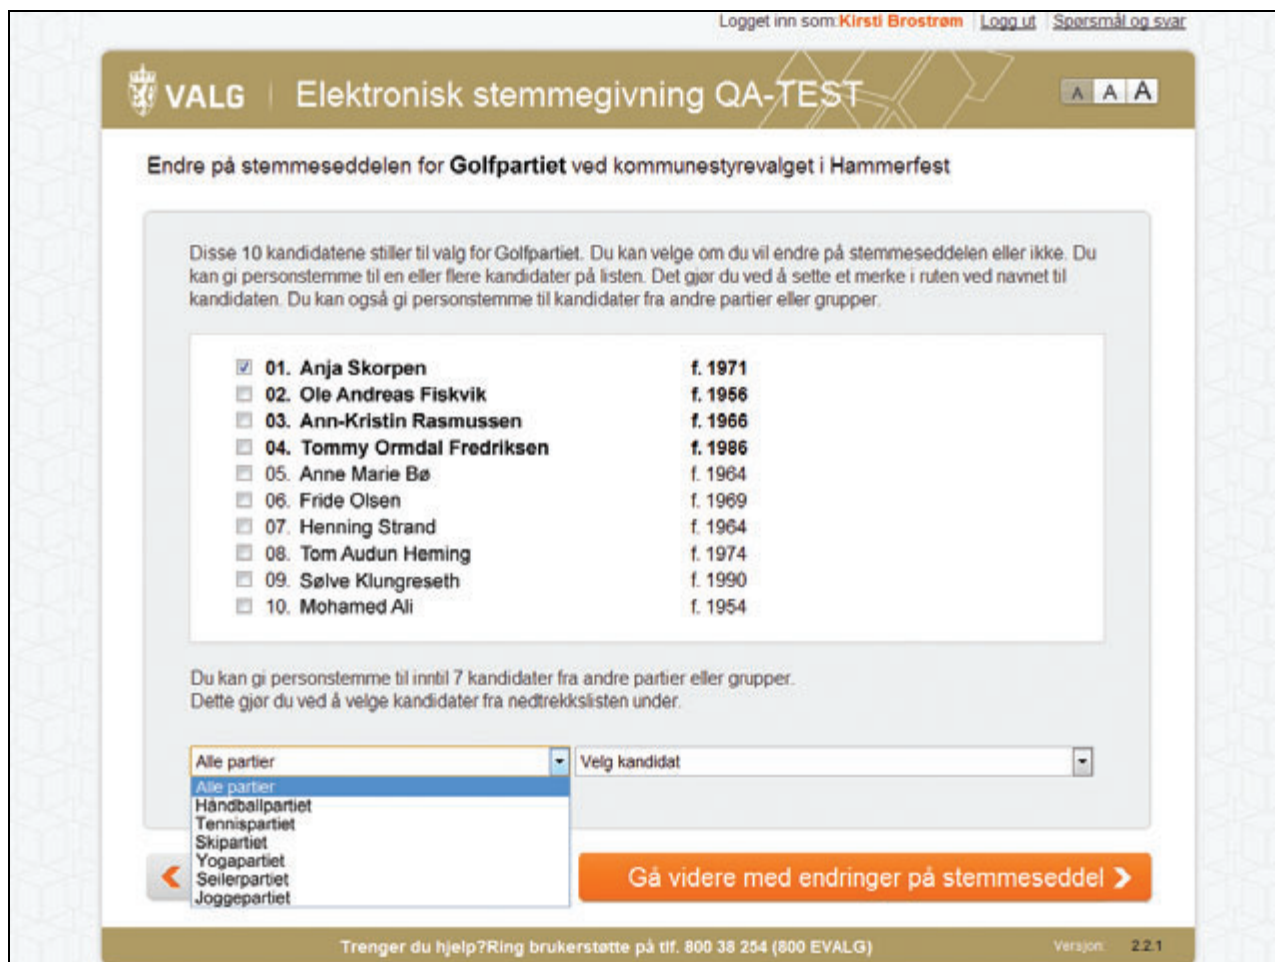 Logget inn som:Kirsti Brostrøm Logg ut Spørsmål og svar
VALG Elektronisk stemmegivning QA-TEST A A A
Endre på stemmeseddelen for Golfpartiet ved kommunestyrevalget i Hammerfest
Disse 10 kandidatene stiller til valg for Golfpartiet. Du kan velge om du vil endre på stemmeseddelen eller ikke. Du
kan gi personstemme til en eller flere kandidater på listen. Det gjør du ved å sette et merke i ruten ved navnet til
kandidaten. Du kan også gi personstemme til kandidater fra andre partier eller grupper.
01. Anja Skorpen f. 1971
02. Ole Andreas Fiskvik f. 1956
03. Ann-Kristin Rasmussen f. 1966
04. Tommy Ormdal Fredriksen f. 1986
05. Anne Marie Bø f. 1964
06. Fride Olsen f. 1969
07. Henning Strand f. 1964
08. Tom Audun Heming f. 1974
09. Sølve Klungreseth f. 1990
10. Mohamed Ali f. 1954
Du kan gi personstemme til inntil 7 kandidater fra andre partier eller grupper.
Dette gjør du ved å velge kandidater fra nedtrekkslisten under.
Alle partier Velg kandidat
Alle partier
Håndballpartiet
Tennispartiet
Skipartiet
Yogapartiet
Seilerpartiet
Joggepartiet
Gå videre med endringer på stemmeseddel
Trenger du hjelp?Ring brukerstøtte på tlf. 800 38 254 (800 EVALG) Versjon: 2.2.1